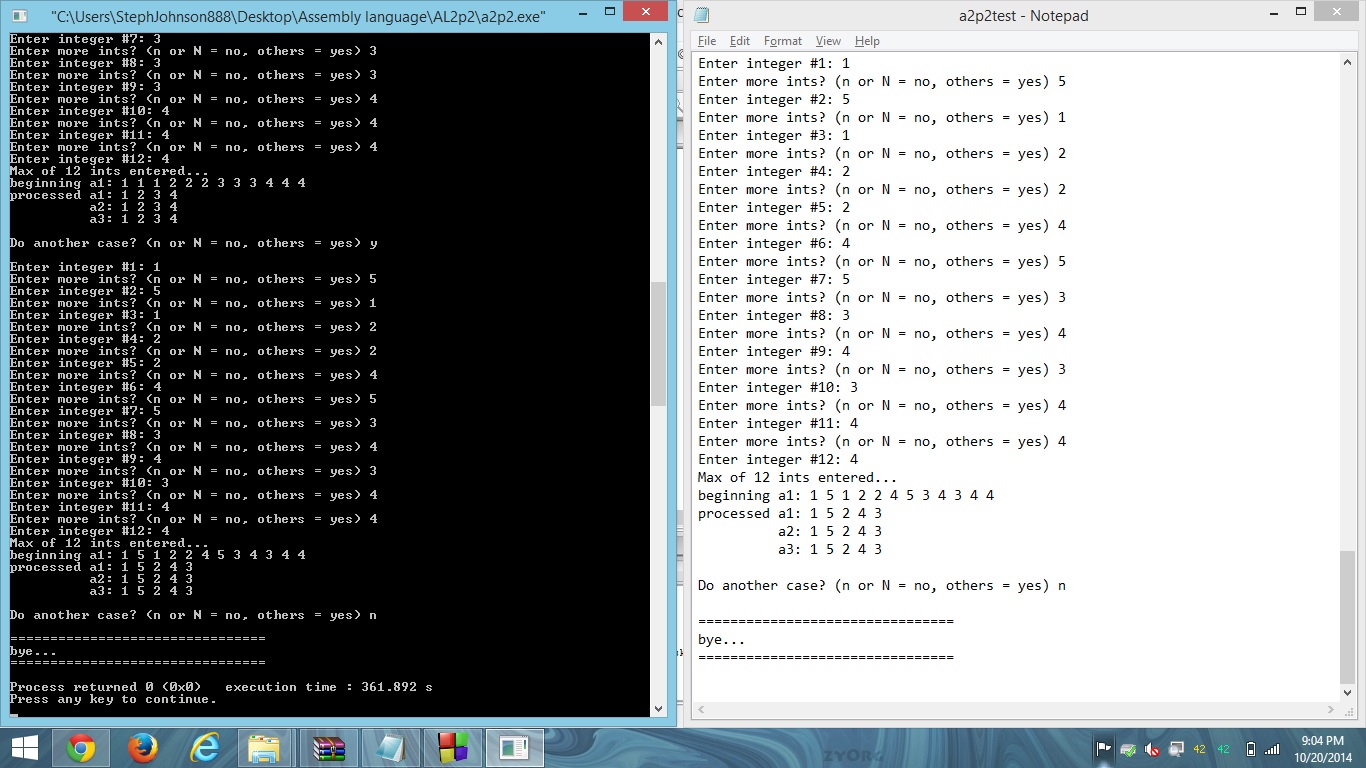 "C:\Users\StephJohnson888\Desktop\Assembly language\AL2p2\a2p2.exe"
Enter integer #7: 3
Enter more ints? (n or N = no, others = yes) 3
Enter integer #8: 3
Enter more ints? (n or N = no, others = yes) 3
Enter integer #9: 3
Enter more ints? (n or N = no, others = yes) 4
Enter integer #10: 4
Enter more ints? (n or N = no, others = yes) 4
Enter integer #11: 4
Enter more ints? (n or N = no, others = yes) 4
Enter integer #12: 4
Max of 12 ints entered...
beginning a1: 1 1 1 2 2 2 3 3 3 4 4 4
processed a1: 1 2 3 4
a2: 1 2 3 4
a3: 1 2 3 4
Do another case? (n or N = no, others = yes) y
Enter integer #1: 1
Enter more ints? (n or N = no, others = yes) 5
Enter integer #2: 5
Enter more ints? (n or N = no, others = yes) 1
Enter integer #3: 1
Enter more ints? (n or N = no, others = yes) 2
Enter integer #4: 2
Enter more ints? (n or N = no, others = yes) 2
Enter integer #5: 2
Enter more ints? (n or N = no, others = yes) 4
Enter integer #6: 4
Enter more ints? (n or N = no, others = yes) 5
Enter integer #7: 5
Enter more ints? (n or N = no, others = yes) 3
Enter integer #8: 3
Enter more ints? (n or N = no, others = yes) 4
Enter integer #9: 4
Enter more ints? (n or N = no, others = yes) 3
Enter integer #10: 3
Enter more ints? (n or N = no, others = yes) 4
Enter integer #11: 4
Enter more ints? (n or N = no, others = yes) 4
Enter integer #12: 4
Max of 12 ints entered...
beginning a1: 1 5 1 2 2 4 5 3 4 3 4 4
processed a1: 1 5 2 4 3
a2: 1 5 2 4 3
a3: 1 5 2 4 3
Do another case? (n or N = no, others = yes) n
================================
bye...
================================
Process returned 0 (0x0)   execution time : 361.892 s
Press any key to continue.
a2p2test - Notepad
File Edit Format View Help
Enter integer #1: 1
Enter more ints? (n or N = no, others = yes) 5
Enter integer #2: 5
Enter more ints? (n or N = no, others = yes) 1
Enter integer #3: 1
Enter more ints? (n or N = no, others = yes) 2
Enter integer #4: 2
Enter more ints? (n or N = no, others = yes) 2
Enter integer #5: 2
Enter more ints? (n or N = no, others = yes) 4
Enter integer #6: 4
Enter more ints? (n or N = no, others = yes) 5
Enter integer #7: 5
Enter more ints? (n or N = no, others = yes) 3
Enter integer #8: 3
Enter more ints? (n or N = no, others = yes) 4
Enter integer #9: 4
Enter more ints? (n or N = no, others = yes) 3
Enter integer #10: 3
Enter more ints? (n or N = no, others = yes) 4
Enter integer #11: 4
Enter more ints? (n or N = no, others = yes) 4
Enter integer #12: 4
Max of 12 ints entered...
beginning a1: 1 5 1 2 2 4 5 3 4 3 4 4
processed a1: 1 5 2 4 3
a2: 1 5 2 4 3
a3: 1 5 2 4 3
Do another case? (n or N = no, others = yes) n
================================
bye...
================================
42 42
9:04 PM
10/20/2014